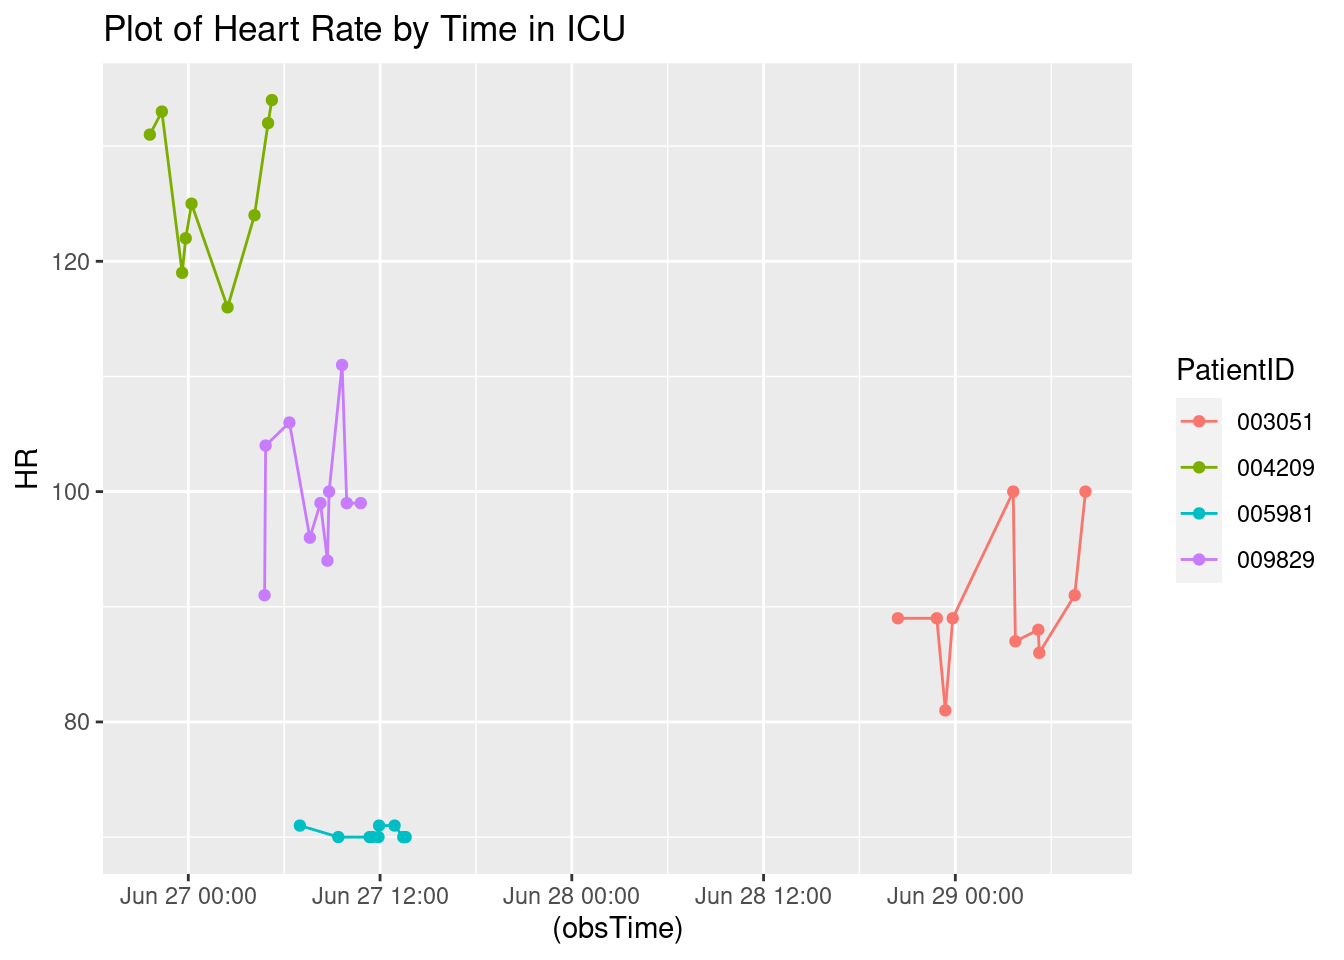 Plot of Heart Rate by Time in ICU
HR
120
100
80
Jun 27 00:00
Jun 27 12:00
Jun 28 00:00
Jun 28 12:00
Jun 29 00:00
(obsTime)
PatientID
003051
004209
005981
009829